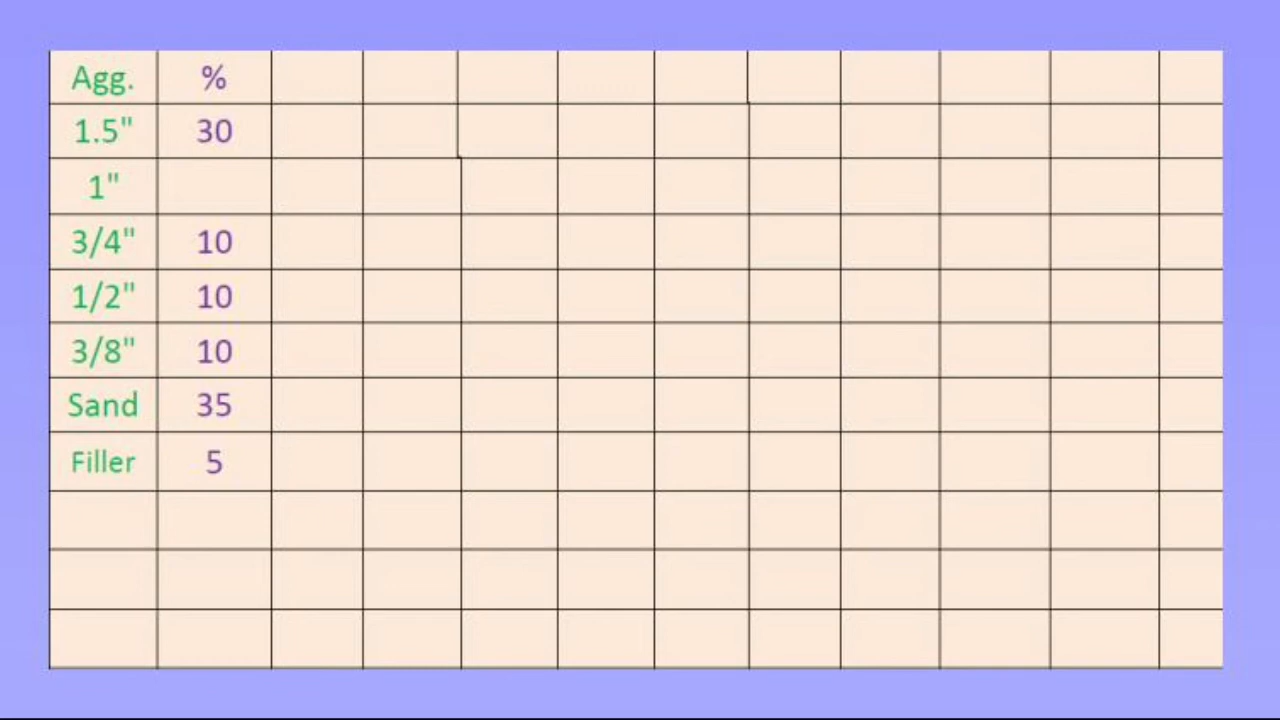 Agg. %
1.5" 30
1"
3/4" 10
1/2" 10
3/8" 10
Sand 35
Filler 5